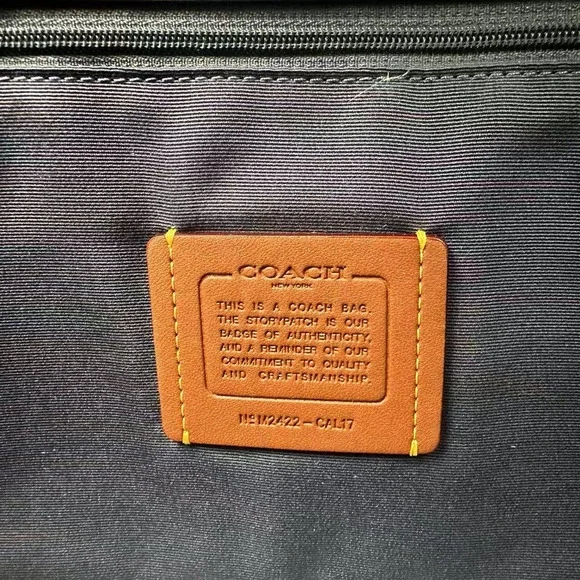 COACH
NEW YORK
THIS IS A COACH BAG.
THE STORYPATCH IS OUR
BADGE OF AUTHENTICITY,
AND A REMINDER OF OUR
COMMITMENT TO QUALITY
AND CRAFTSMANSHIP.
Nº M2422-CAL17